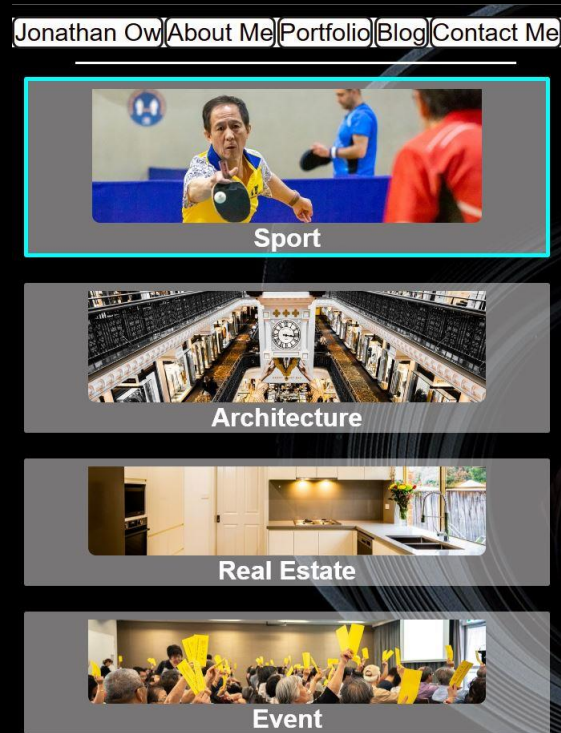 Jonathan Ow About Me Portfolio Blog Contact Me
Sport
Architecture
Real Estate
Event